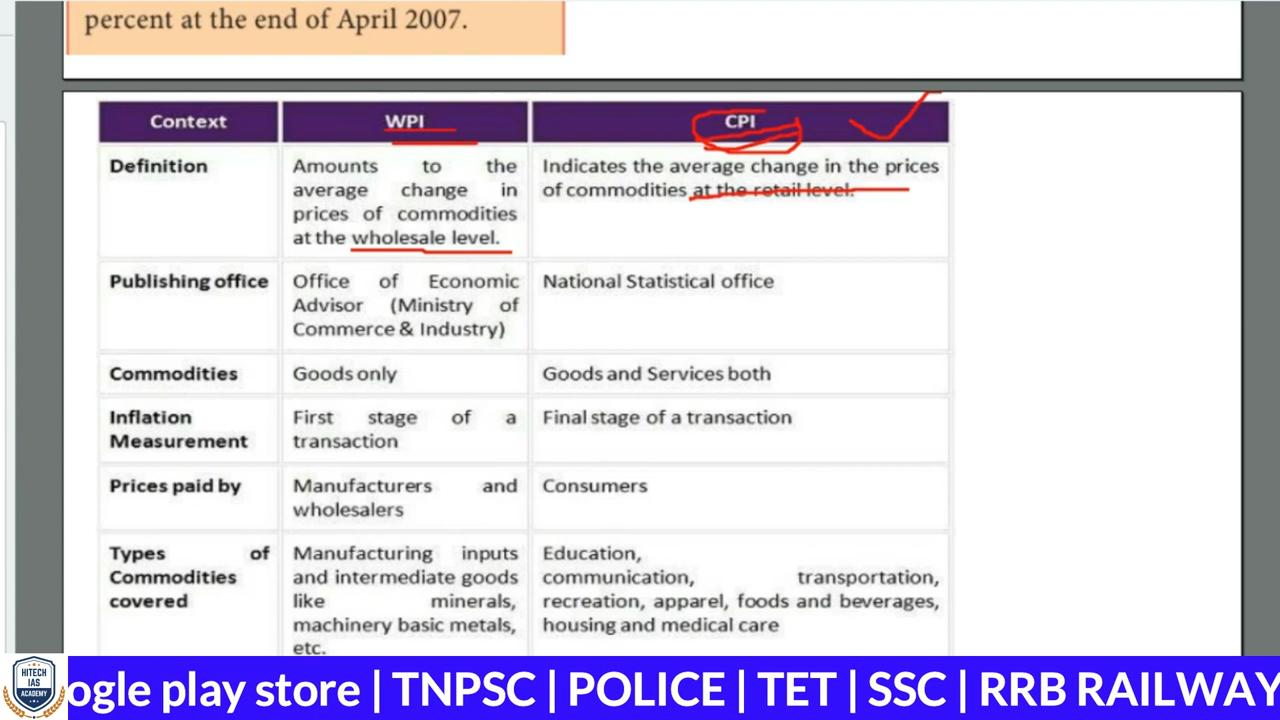 percent at the end of April 2007.
Context WPI CPI
Definition
Amounts to the
average change in
prices of commodities
at the wholesale level.
Indicates the average change in the prices
of commodities at the retail level.
Publishing office
Office of Economic
Advisor (Ministry of
Commerce & Industry)
National Statistical office
Commodities
Goods only
Goods and Services both
Inflation
Measurement
First stage of a
transaction
Final stage of a transaction
Prices paid by
Manufacturers and
wholesalers
Consumers
Types of
Commodities
covered
Manufacturing inputs
and intermediate goods
like minerals,
machinery basic metals,
etc.
Education,
communication, transportation,
recreation, apparel, foods and beverages,
housing and medical care
HITECH
IAS
ACADEMY
ogle play store | TNPSC | POLICE | TET | SSC | RRB RAILWAY